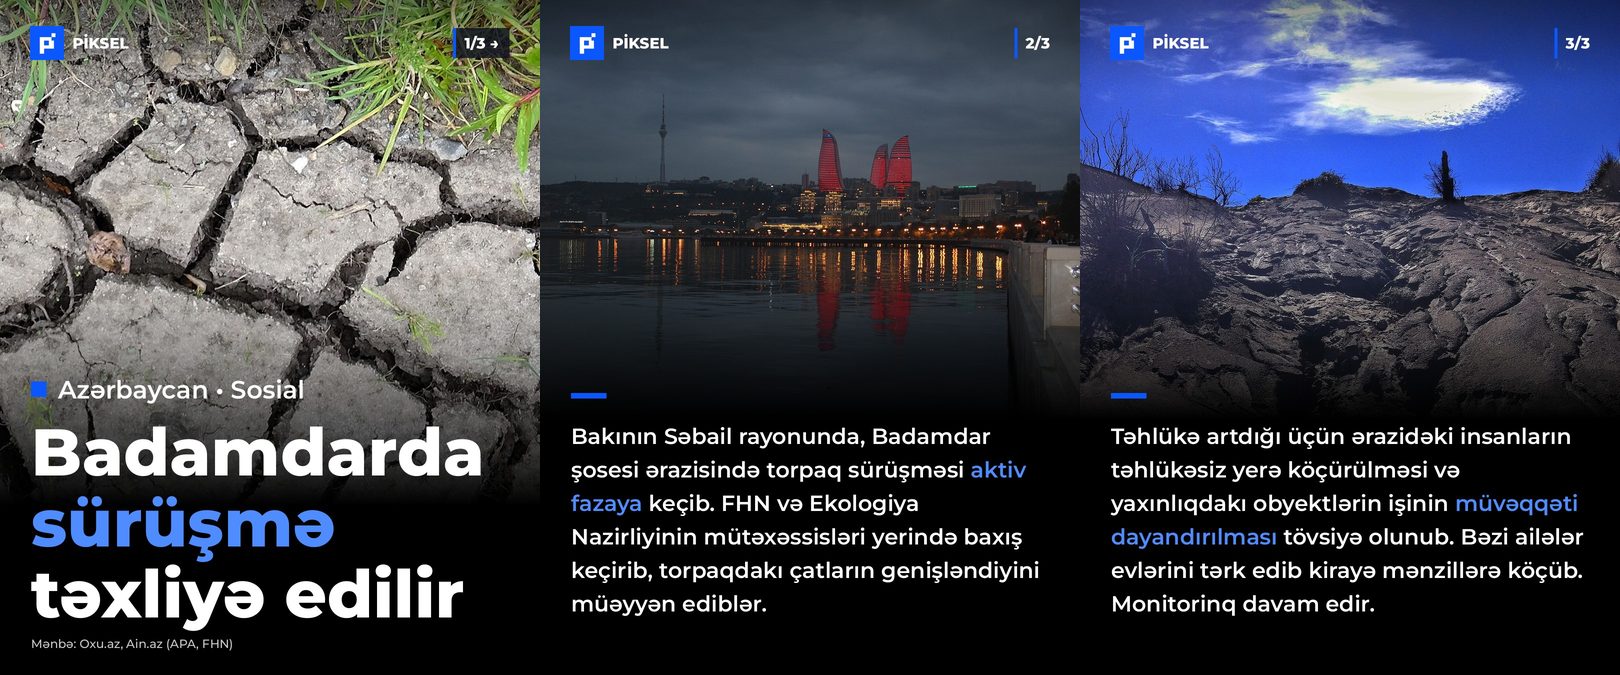 PİKSEL
1/3 →
Azərbaycan • Sosial
Badamdarda
sürüşmə
təxliyə edilir
Mənbə: Oxu.az, Ain.az (APA, FHN)
PİKSEL
2/3
Bakının Səbail rayonunda, Badamdar
şosesi ərazisində torpaq sürüşməsi aktiv
fazaya keçib. FHN və Ekologiya
Nazirliyinin mütəxəssisləri yerində baxış
keçirib, torpaqdakı çatların genişləndiyini
müəyyən ediblər.
PİKSEL
3/3
Təhlükə artdığı üçün ərazidəki insanların
təhlükəsiz yerə köçürülməsi və
yaxınlıqdakı obyektlərin işinin müvəqqəti
dayandırılması tövsiyə olunub. Bəzi ailələr
evlərini tərk edib kirayə mənzillərə köçüb.
Monitorinq davam edir.